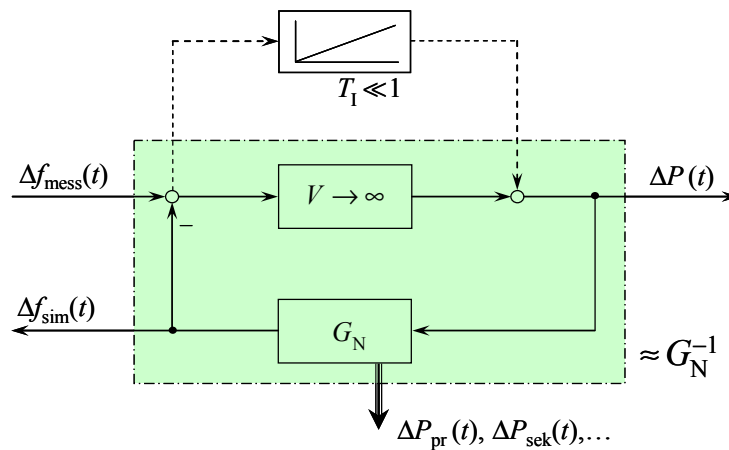 T_I ≪ 1
Δf_mess(t)
V → ∞
ΔP(t)
Δf_sim(t)
–
G_N
≈ G_N^{-1}
ΔP_pr(t), ΔP_sek(t),…